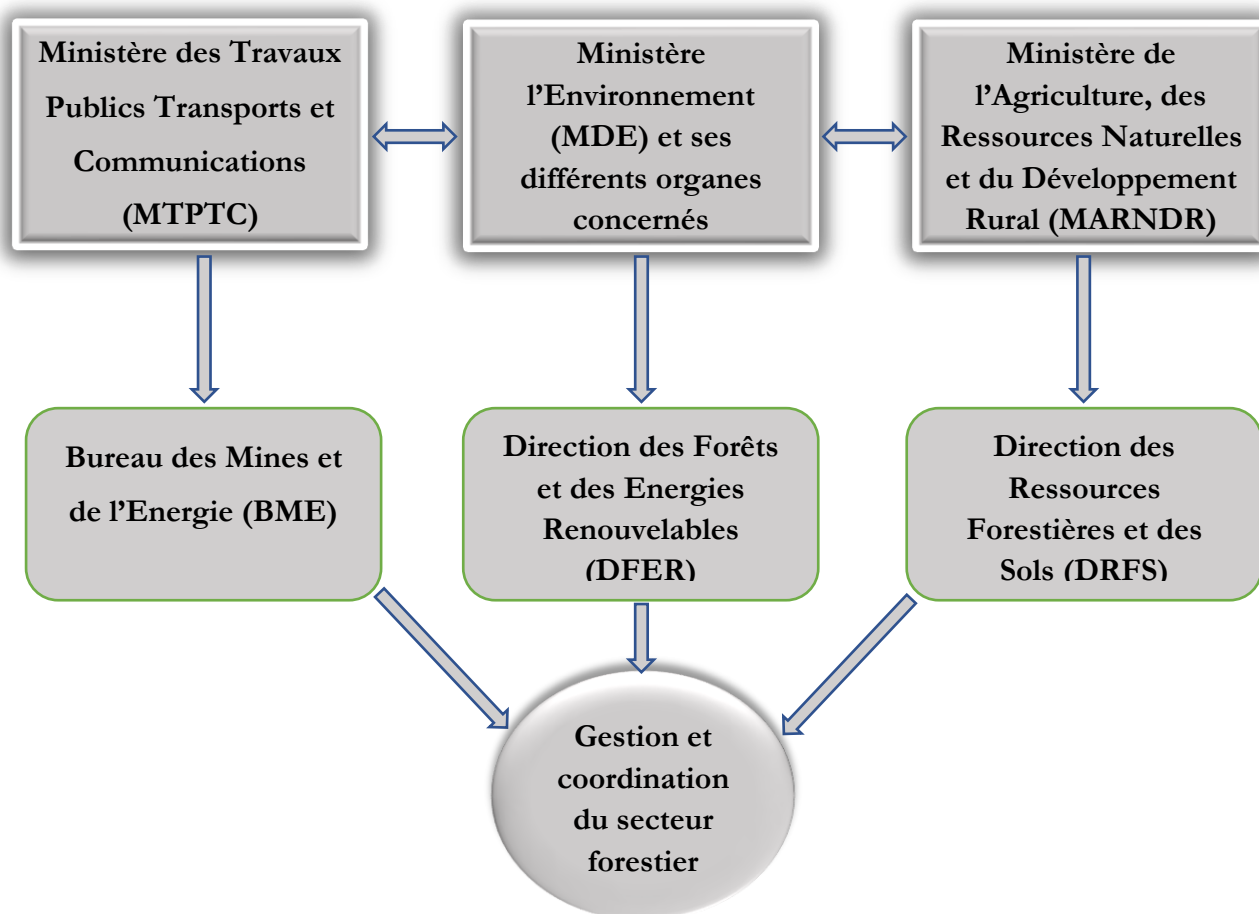 Ministère des Travaux
Publics Transports et
Communications
(MTPTC)
Ministère
l’Environnement
(MDE) et ses
différents organes
concernés
Ministère de
l’Agriculture, des
Ressources Naturelles
et du Développement
Rural (MARNDR)
Bureau des Mines et
de l’Energie (BME)
Direction des Forêts
et des Energies
Renouvelables
(DFER)
Direction des
Ressources
Forestières et des
Sols (DRFS)
Gestion et
coordination
du secteur
forestier